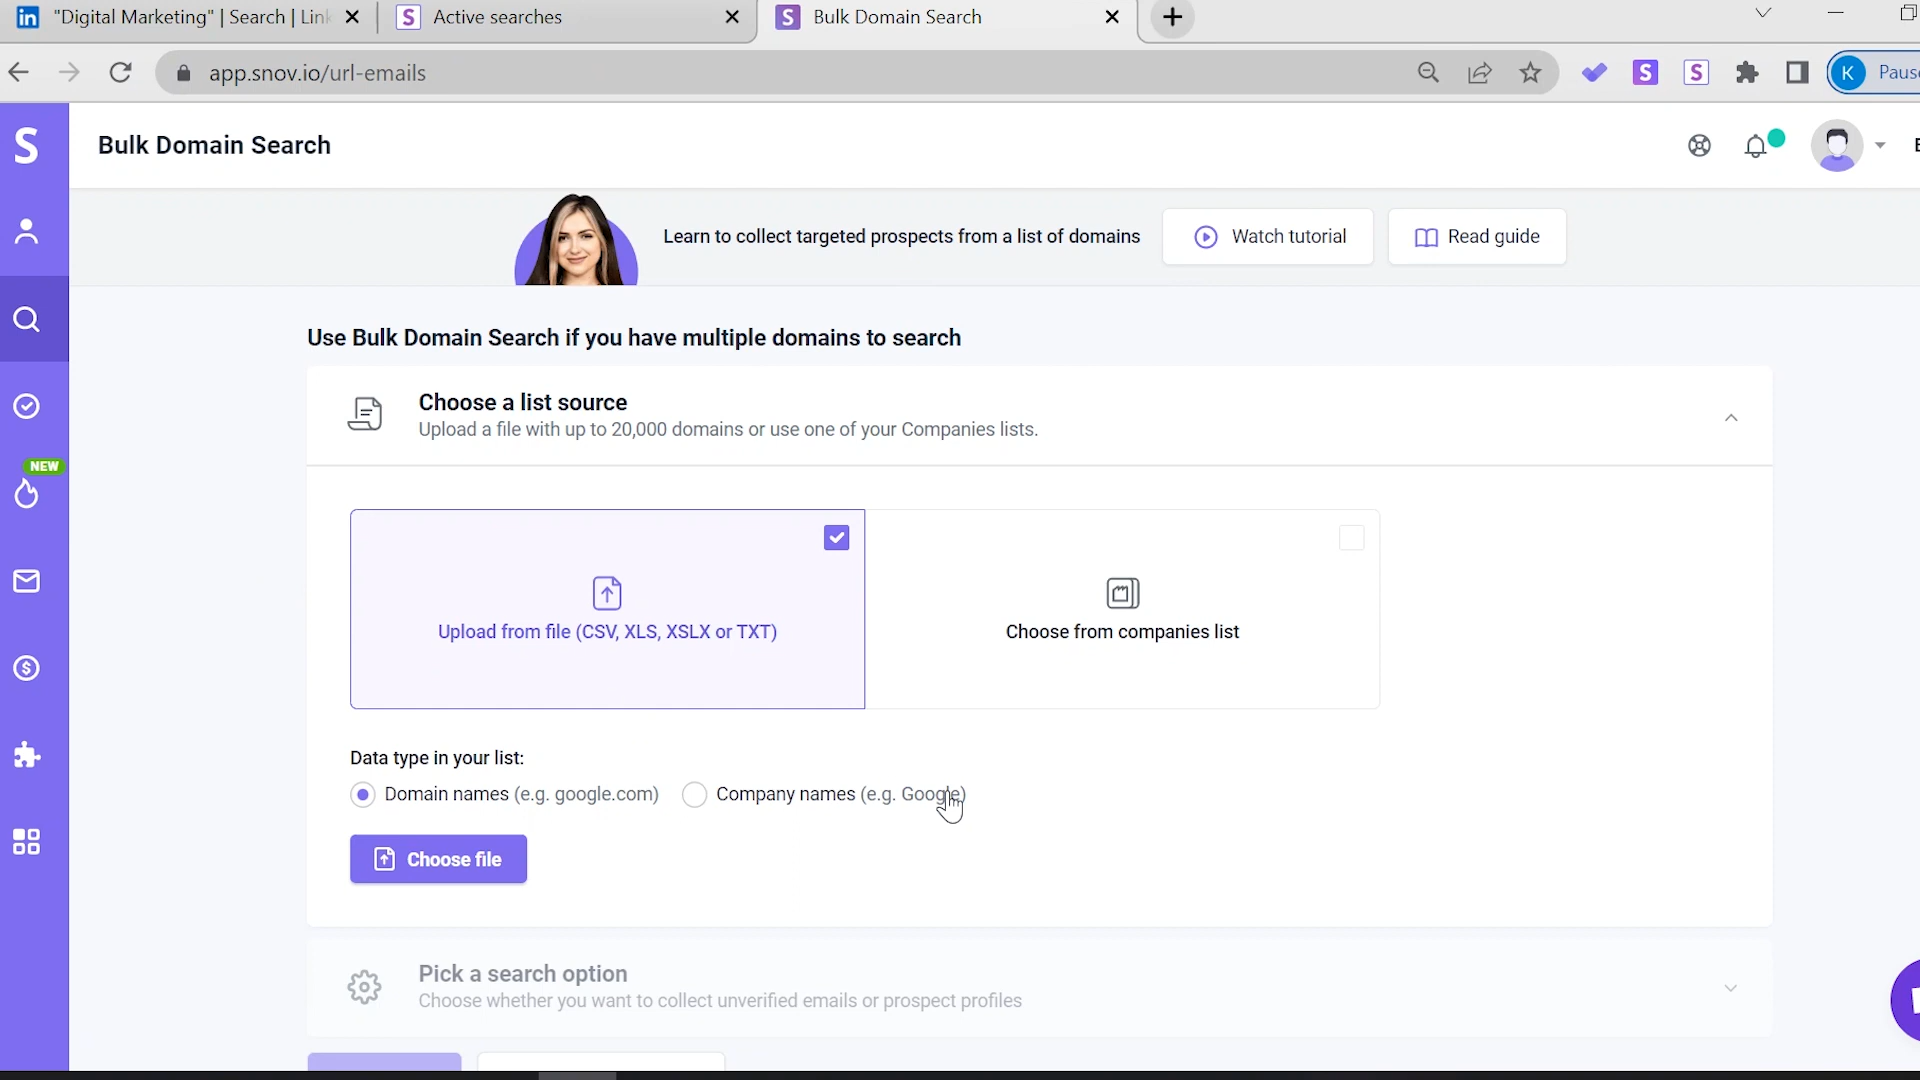 "Digital Marketing" | Search | Lin
Active searches
Bulk Domain Search
app.snov.io/url-emails
K
Paus
Bulk Domain Search
Learn to collect targeted prospects from a list of domains
Watch tutorial
Read guide
Use Bulk Domain Search if you have multiple domains to search
Choose a list source
Upload a file with up to 20,000 domains or use one of your Companies lists.
NEW
Upload from file (CSV, XLS, XSLX or TXT)
Choose from companies list
Data type in your list:
Domain names (e.g. google.com)
Company names (e.g. Google)
Choose file
Pick a search option
Choose whether you want to collect unverified emails or prospect profiles